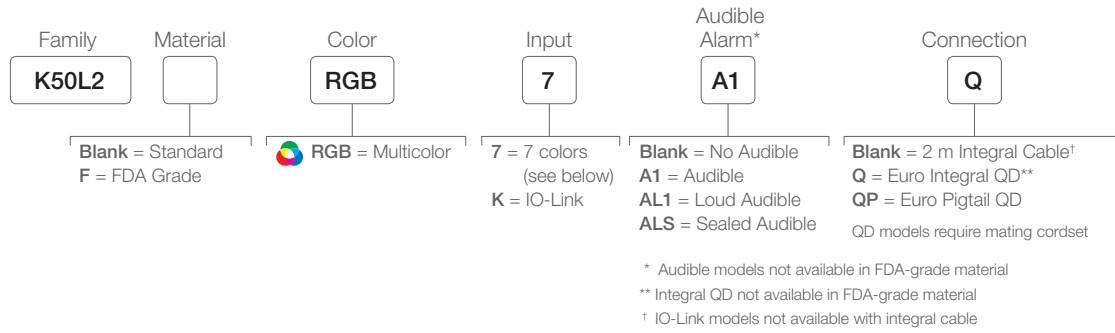 Family
Material
Color
Input
Audible
Alarm*
Connection
K50L2
RGB
7
A1
Q
Blank = Standard
F = FDA Grade
RGB = Multicolor
7 = 7 colors
(see below)
K = IO-Link
Blank = No Audible
A1 = Audible
AL1 = Loud Audible
ALS = Sealed Audible
Blank = 2 m Integral Cable†
Q = Euro Integral QD**
QP = Euro Pigtail QD
QD models require mating cordset
* Audible models not available in FDA-grade material
** Integral QD not available in FDA-grade material
† IO-Link models not available with integral cable